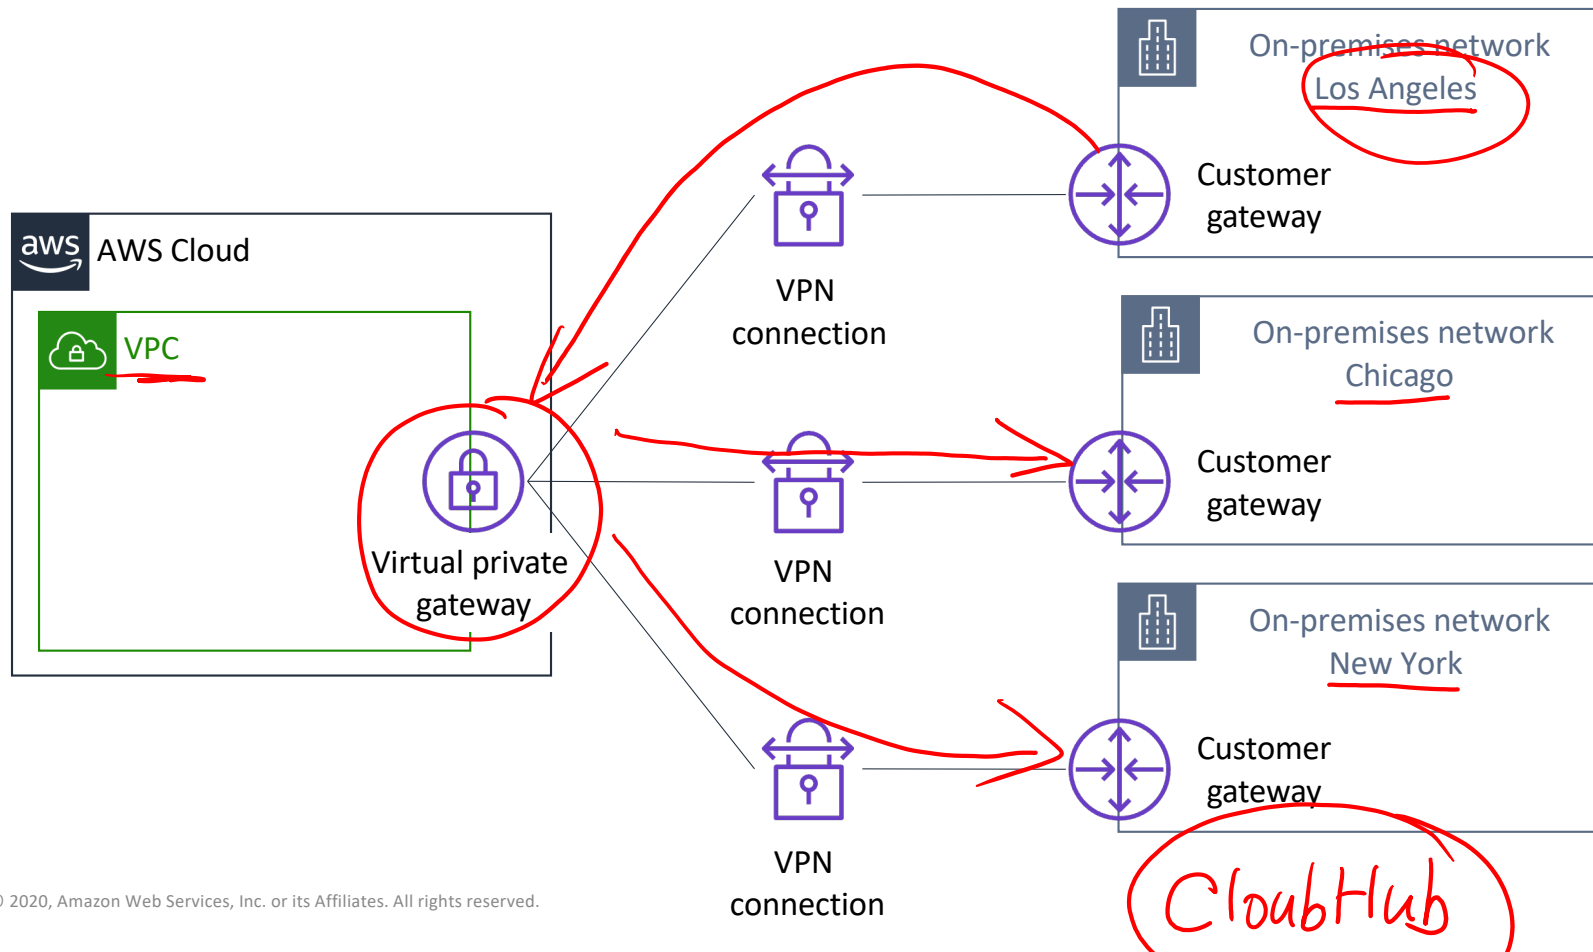 On-premises network
Los Angeles
Customer
gateway
aws
AWS Cloud
VPN
connection
VPC
On-premises network
Chicago
Customer
gateway
Virtual private
gateway
VPN
connection
On-premises network
New York
Customer
gateway
VPN
connection
© 2020, Amazon Web Services, Inc. or its Affiliates. All rights reserved.
CloubHub